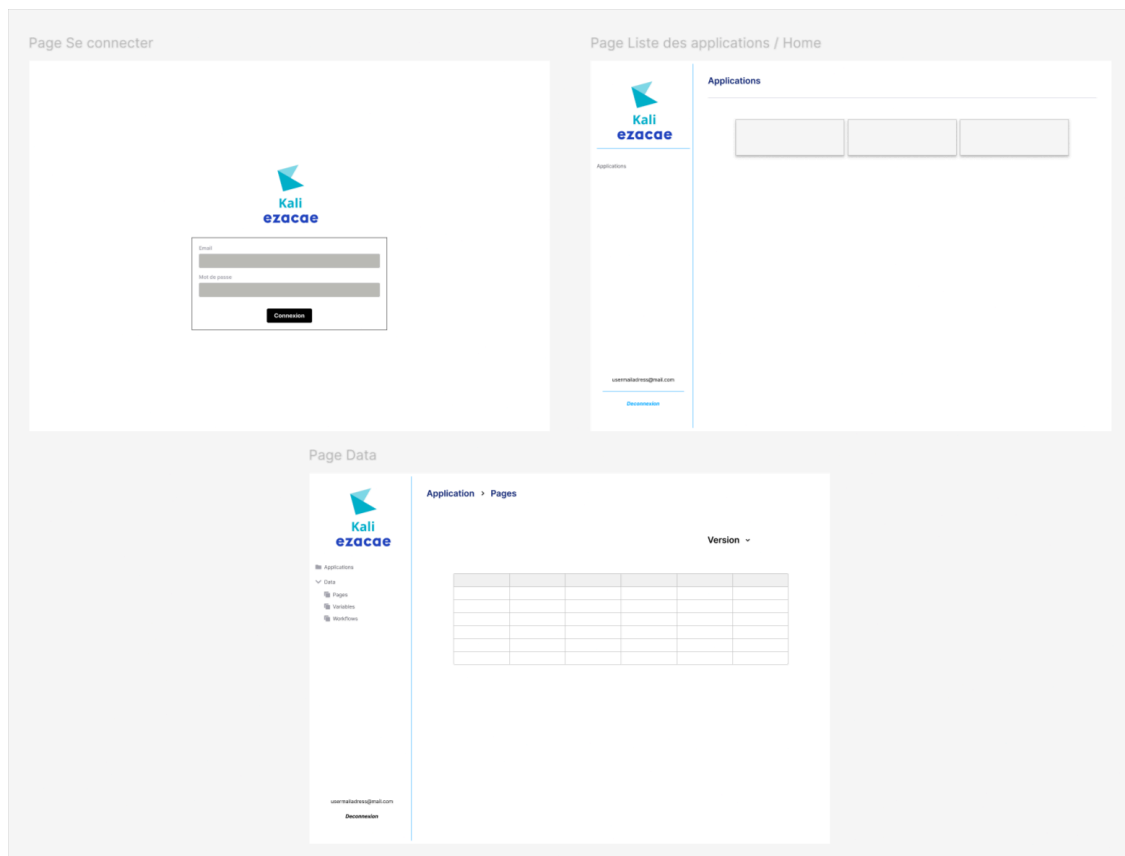 Page Se connecter
Kali
ezacae
Email
Mot de passe
Connexion
Page Liste des applications / Home
Kali
ezacae
Applications
Applications
usermailadress@mail.com
Deconnexion
Page Data
Kali
ezacae
Applications
Data
Pages
Variables
Workflows
usermailadress@mail.com
Deconnexion
Application > Pages
Version